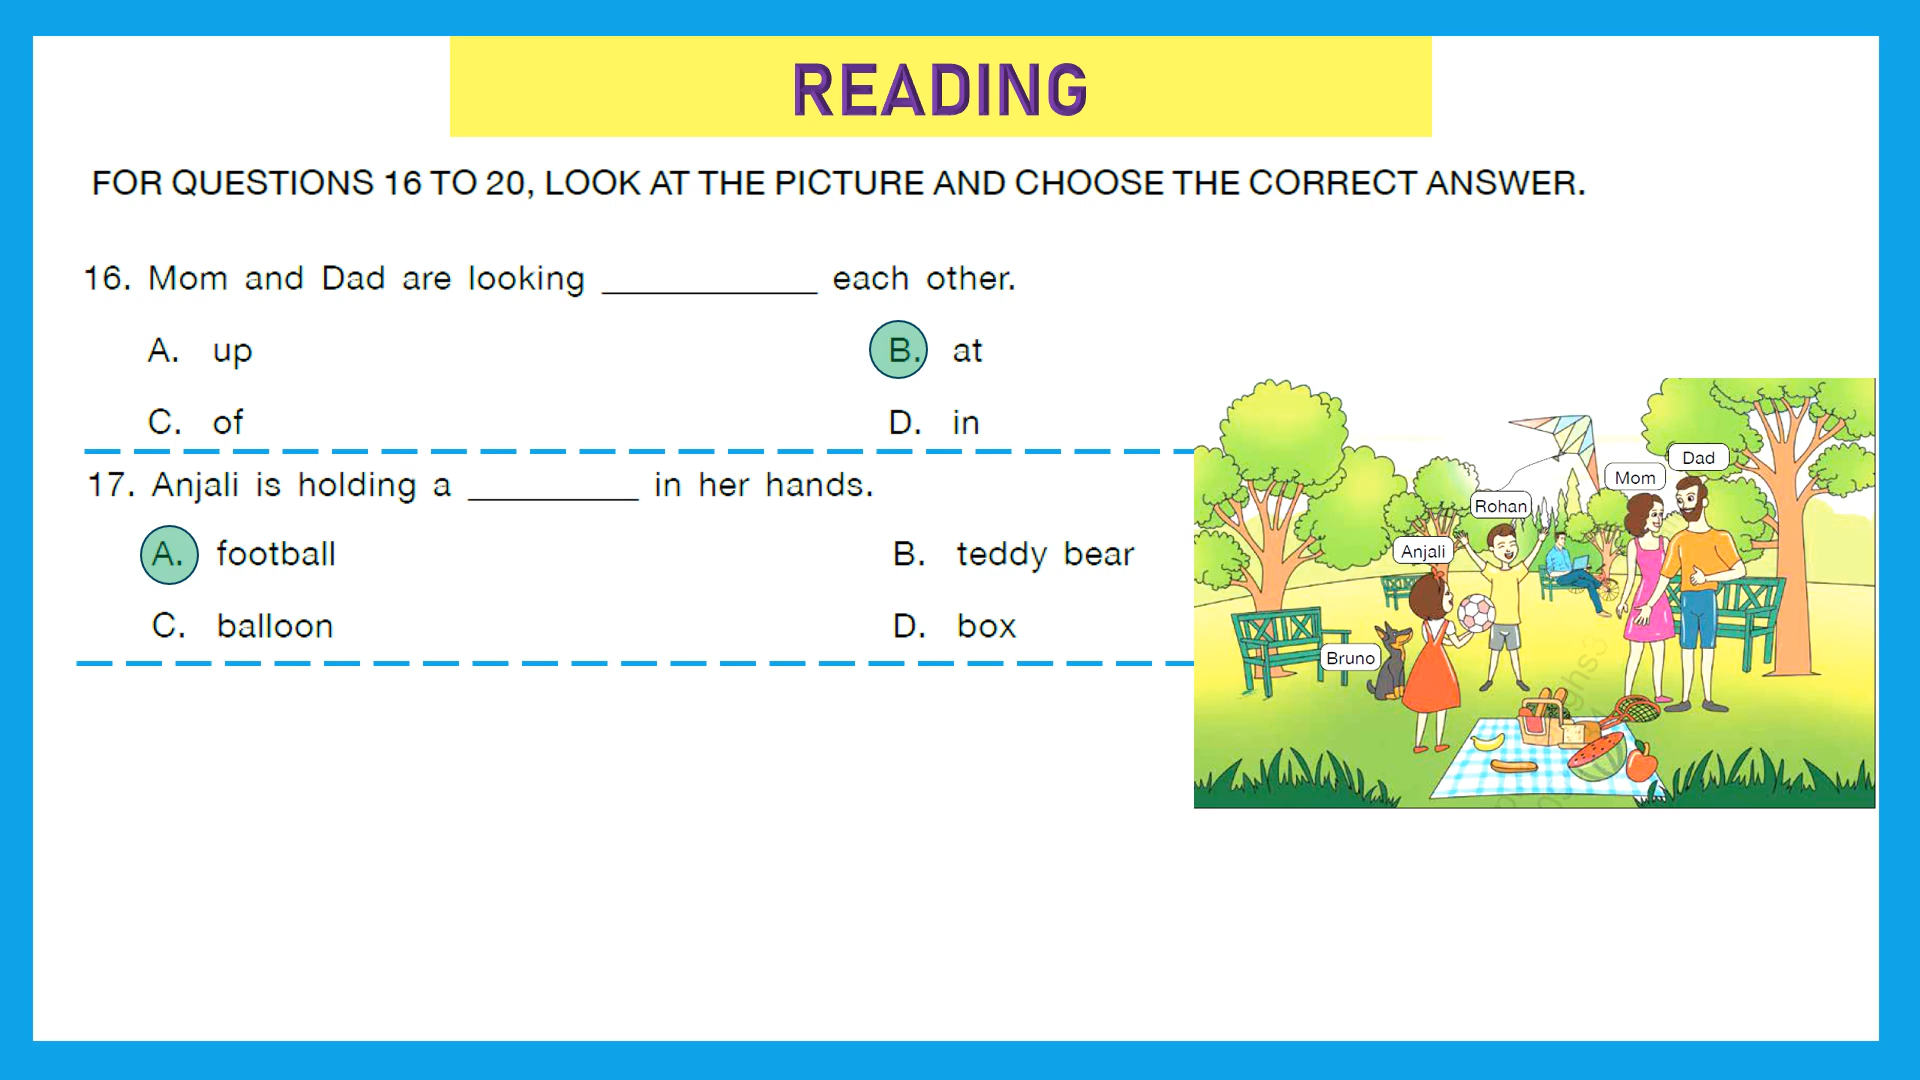 READING
FOR QUESTIONS 16 TO 20, LOOK AT THE PICTURE AND CHOOSE THE CORRECT ANSWER.
16. Mom and Dad are looking ____________ each other.
A. up
B. at
C. of
D. in
17. Anjali is holding a __________ in her hands.
A. football
B. teddy bear
C. balloon
D. box
Dad
Mom
Rohan
Anjali
Bruno